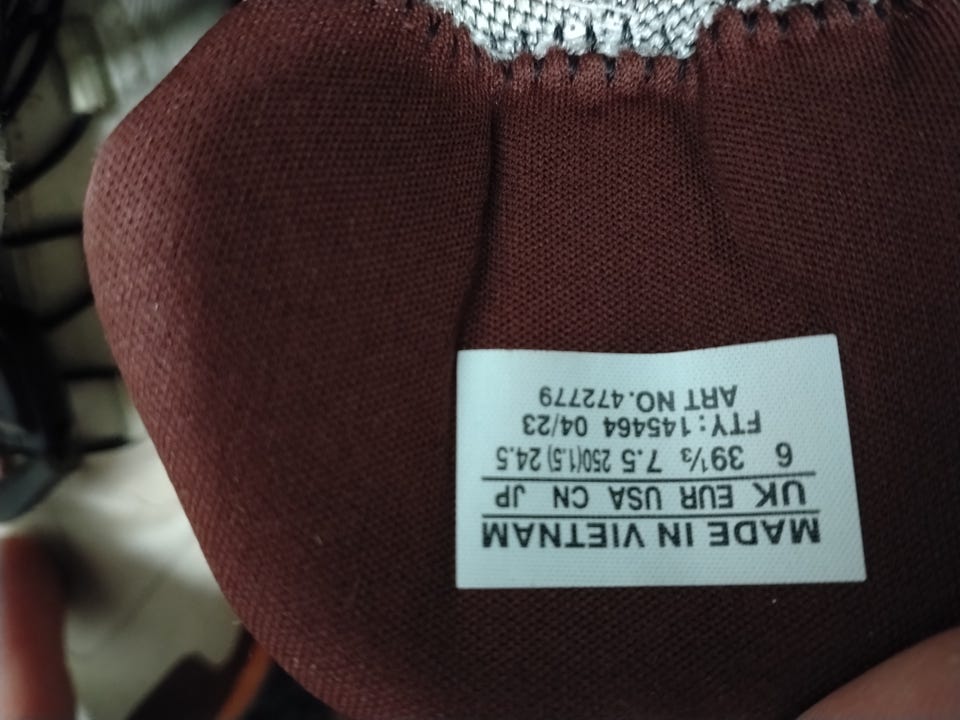 MADE IN VIETNAM
UK EUR USA CN JP
6 39⅓ 7.5 250(1.5) 24.5
FTY:145464 04/23
ART NO.472779